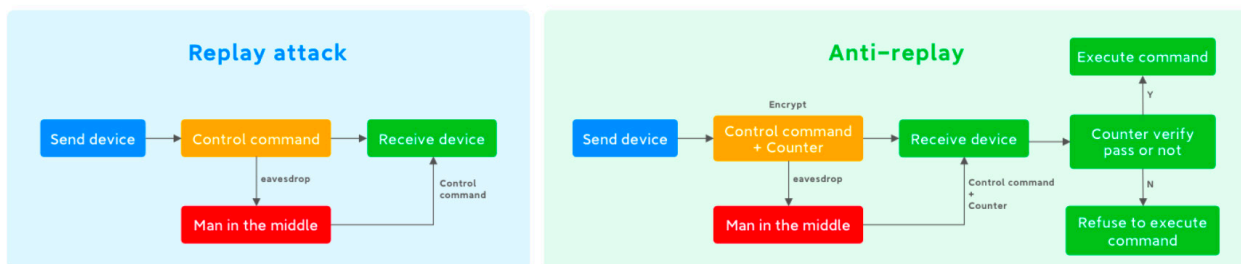 Replay attack
Send device
Control command
Receive device
eavesdrop
Control
command
Man in the middle
Anti-replay
Encrypt
Send device
Control command
+ Counter
Receive device
eavesdrop
Control command
+
Counter
Man in the middle
Execute command
Y
Counter verify
pass or not
N
Refuse to execute
command